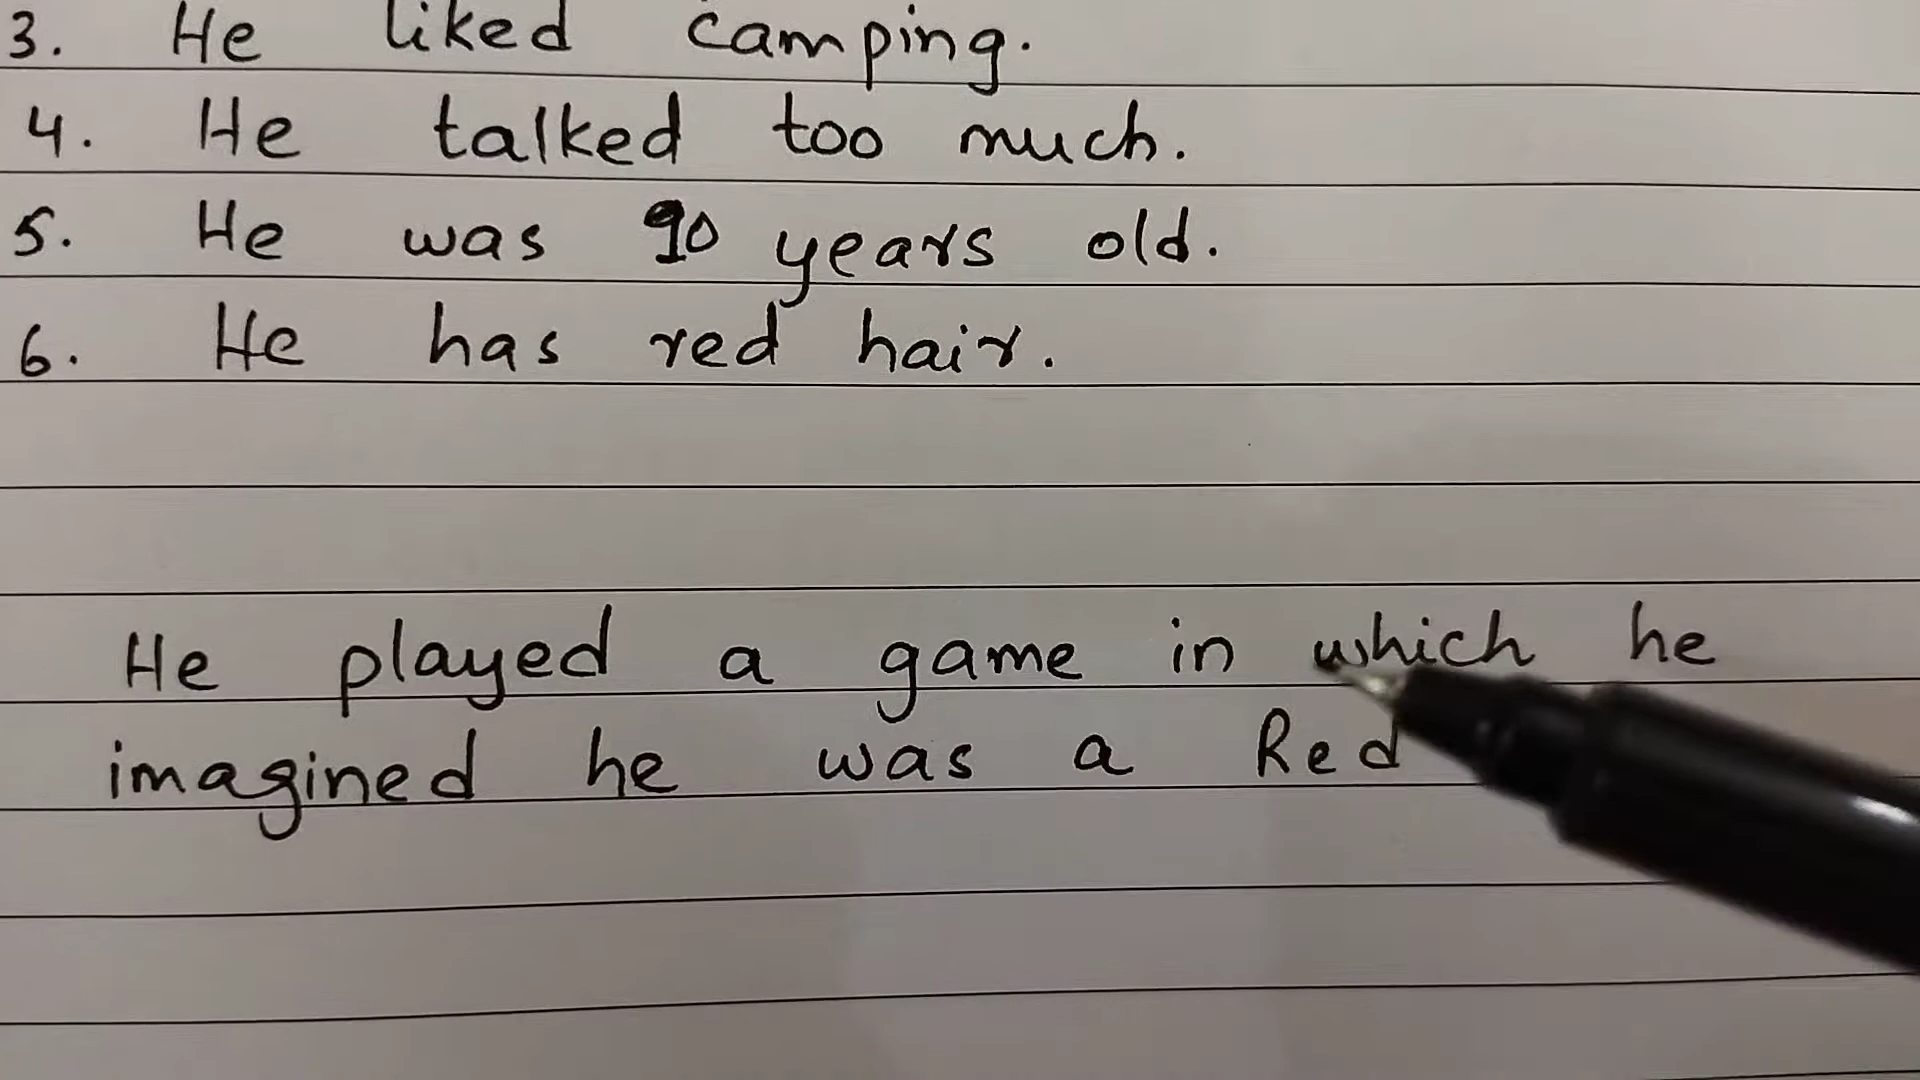 3. He liked camping.
4. He talked too much.
5. He was 90 years old.
6. He has red hair.
He played a game in which he
imagined he was a Red